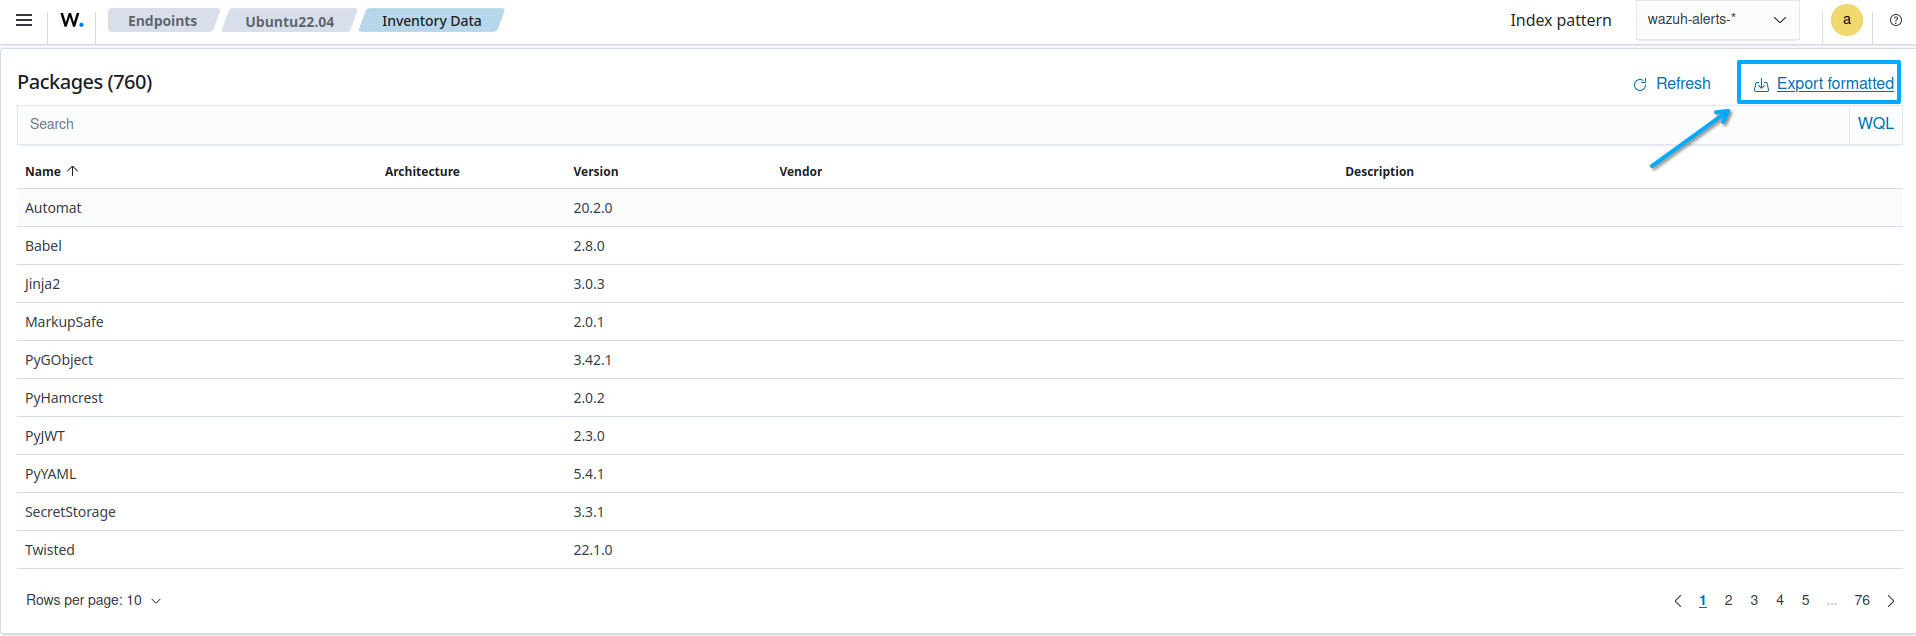 W. Endpoints Ubuntu22.04 Inventory Data Index pattern wazuh-alerts-* a
Packages (760) Refresh Export formatted
Search WQL
Name Architecture Version Vendor Description
Automat 20.2.0
Babel 2.8.0
Jinja2 3.0.3
MarkupSafe 2.0.1
PyGObject 3.42.1
PyHamcrest 2.0.2
PyJWT 2.3.0
PyYAML 5.4.1
SecretStorage 3.3.1
Twisted 22.1.0
Rows per page: 10 1 2 3 4 5 ... 76